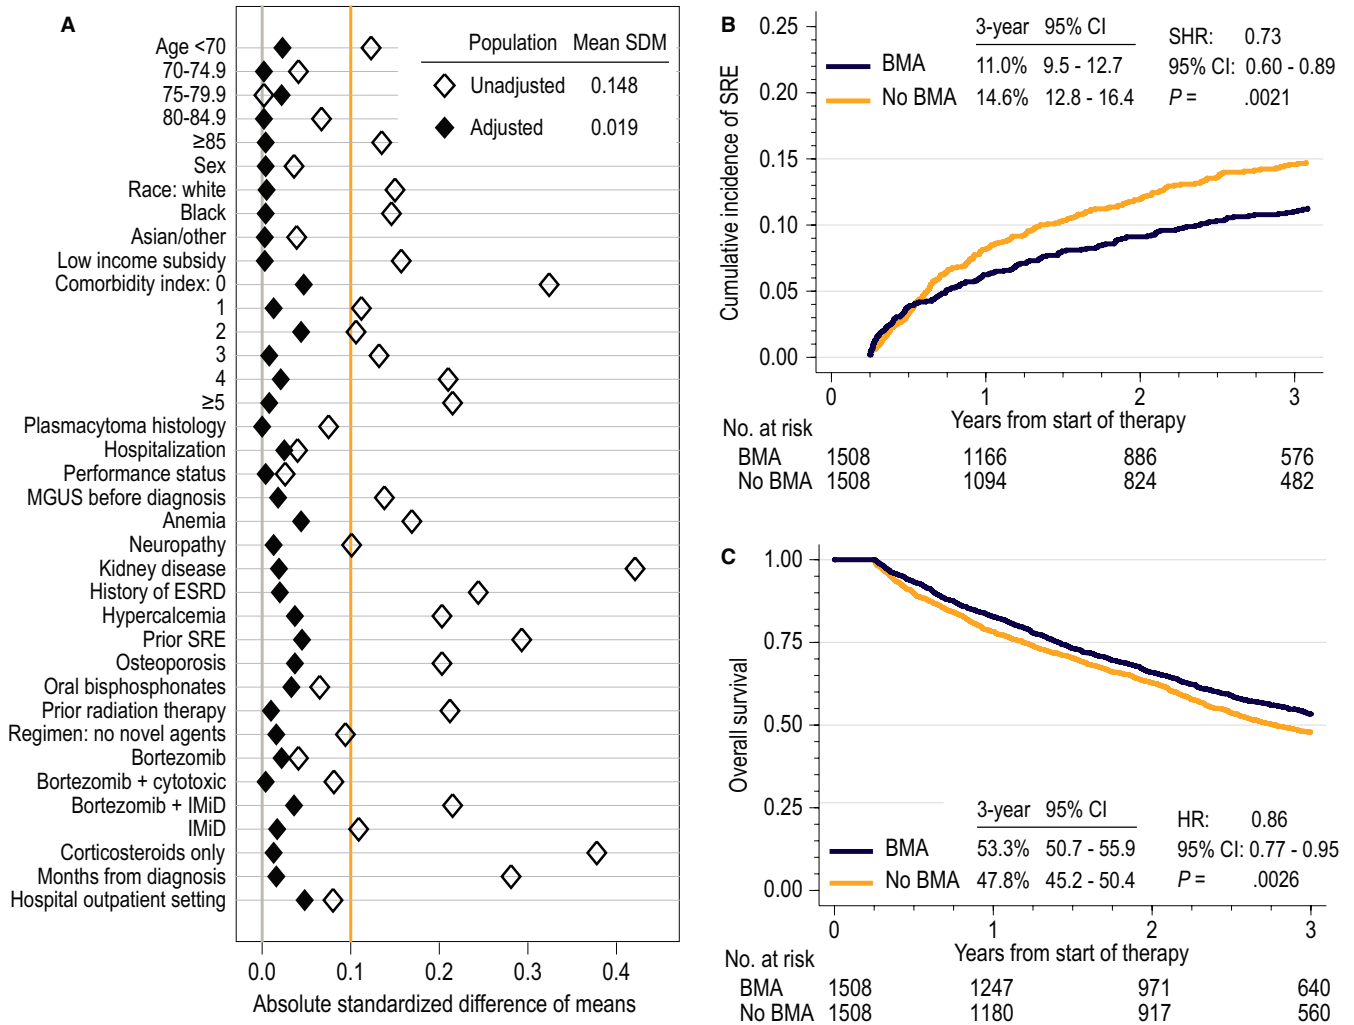 A
Population Mean SDM
Unadjusted 0.148
Adjusted 0.019
Age <70
70-74.9
75-79.9
80-84.9
≥85
Sex
Race: white
Black
Asian/other
Low income subsidy
Comorbidity index: 0
1
2
3
4
≥5
Plasmacytoma histology
Hospitalization
Performance status
MGUS before diagnosis
Anemia
Neuropathy
Kidney disease
History of ESRD
Hypercalcemia
Prior SRE
Osteoporosis
Oral bisphosphonates
Prior radiation therapy
Regimen: no novel agents
Bortezomib
Bortezomib + cytotoxic
Bortezomib + IMiD
IMiD
Corticosteroids only
Months from diagnosis
Hospital outpatient setting
0.0 0.1 0.2 0.3 0.4
Absolute standardized difference of means
B
Cumulative incidence of SRE
0.25
0.20
0.15
0.10
0.05
0.00
3-year 95% CI
BMA 11.0% 9.5 - 12.7
No BMA 14.6% 12.8 - 16.4
SHR: 0.73
95% CI: 0.60 - 0.89
P = .0021
0 1 2 3
Years from start of therapy
No. at risk
BMA 1508 1166 886 576
No BMA 1508 1094 824 482
C
Overall survival
1.00
0.75
0.50
0.25
0.00
3-year 95% CI
BMA 53.3% 50.7 - 55.9
No BMA 47.8% 45.2 - 50.4
HR: 0.86
95% CI: 0.77 - 0.95
P = .0026
0 1 2 3
Years from start of therapy
No. at risk
BMA 1508 1247 971 640
No BMA 1508 1180 917 560